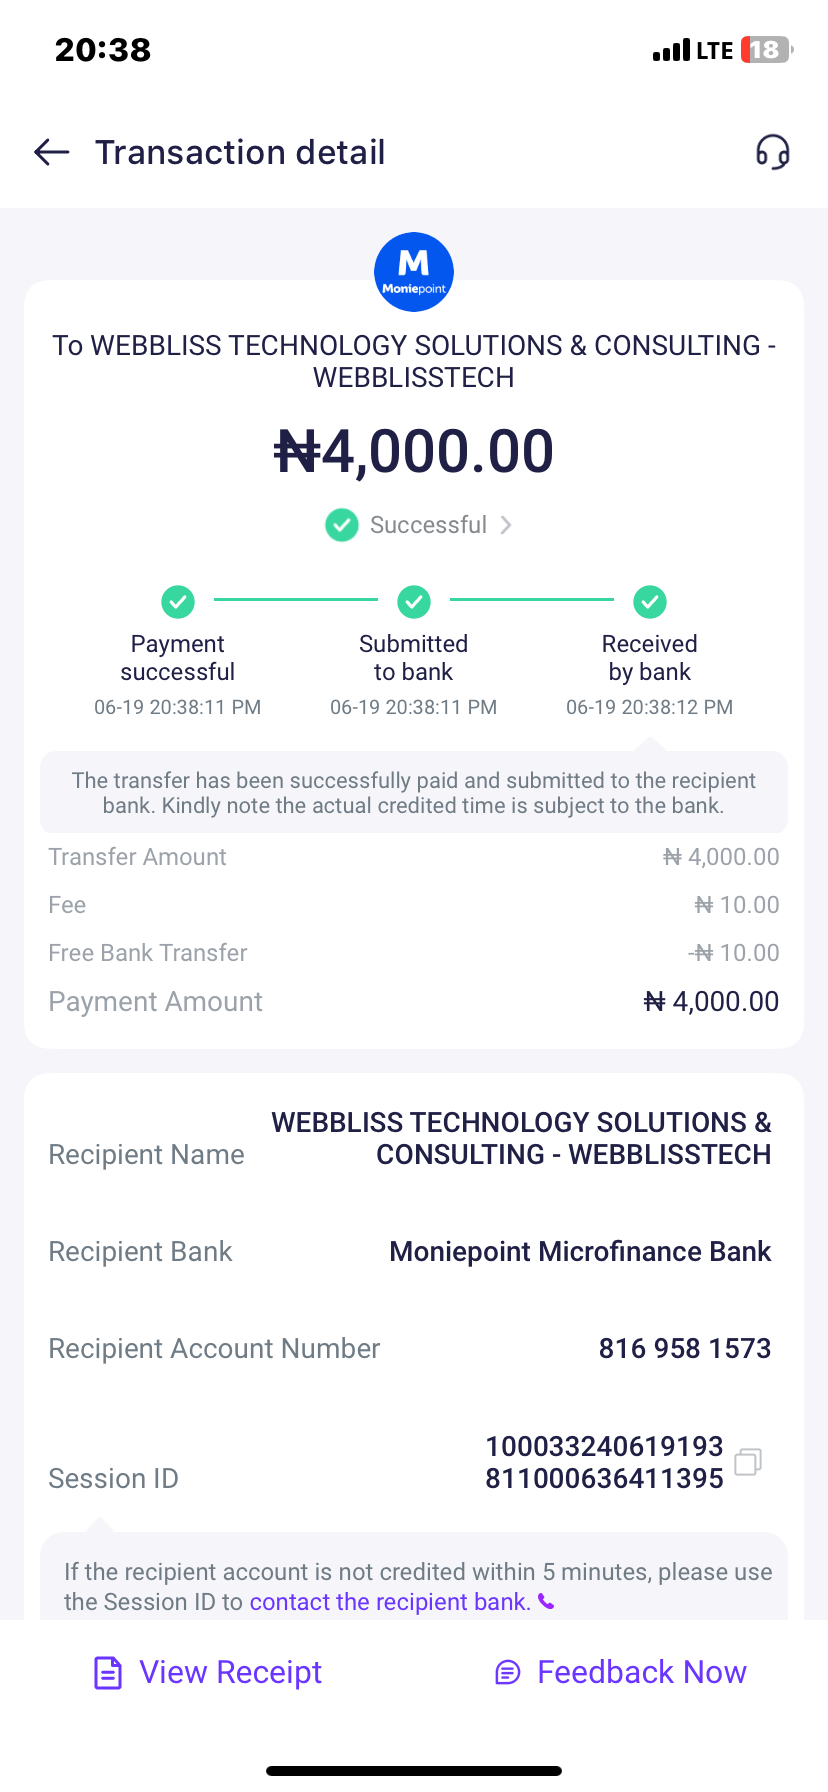 20:38
LTE 18
Transaction detail
M
Moniepoint
To WEBBLISS TECHNOLOGY SOLUTIONS & CONSULTING -
WEBBLISSTECH
₦4,000.00
Successful
Payment successful
Submitted to bank
Received by bank
06-19 20:38:11 PM
06-19 20:38:11 PM
06-19 20:38:12 PM
The transfer has been successfully paid and submitted to the recipient
bank. Kindly note the actual credited time is subject to the bank.
Transfer Amount ₦ 4,000.00
Fee ₦ 10.00
Free Bank Transfer -₦ 10.00
Payment Amount ₦ 4,000.00
Recipient Name WEBBLISS TECHNOLOGY SOLUTIONS &
CONSULTING - WEBBLISSTECH
Recipient Bank Moniepoint Microfinance Bank
Recipient Account Number 816 958 1573
Session ID 100033240619193
811000636411395
If the recipient account is not credited within 5 minutes, please use
the Session ID to contact the recipient bank.
View Receipt Feedback Now